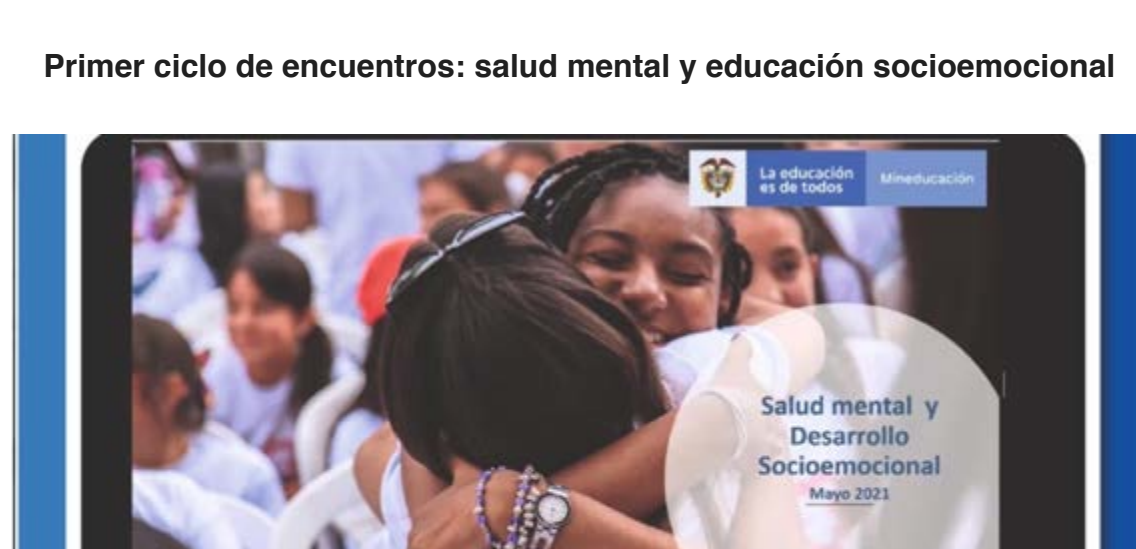 Primer ciclo de encuentros: salud mental y educación socioemocional
La educación
es de todos
Mineducación
Salud mental y
Desarrollo
Socioemocional
Mayo 2021